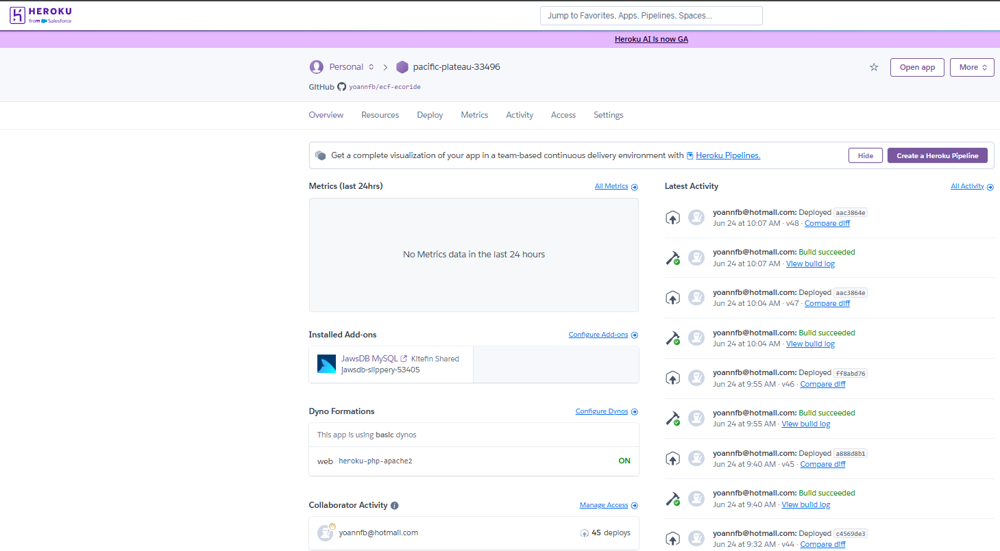 HEROKU
from Salesforce
Jump to Favorites, Apps, Pipelines, Spaces...
Heroku AI is now GA
Personal
pacific-plateau-33496
Open app
More
GitHub yoannfb/ecf-ecoride
Overview Resources Deploy Metrics Activity Access Settings
Get a complete visualization of your app in a team-based continuous delivery environment with Heroku Pipelines.
Hide
Create a Heroku Pipeline
Metrics (last 24hrs)
All Metrics
No Metrics data in the last 24 hours
Installed Add-ons
Configure Add-ons
JawsDB MySQL Kitefin Shared
jawsdb-slippery-53405
Dyno Formations
Configure Dynos
This app is using basic dynos
web heroku-php-apache2 ON
Collaborator Activity
Manage Access
yoannfb@hotmail.com 45 deploys
Latest Activity
All Activity
yoannfb@hotmail.com: Deployed aac3864e
Jun 24 at 10:07 AM · v48 · Compare diff
yoannfb@hotmail.com: Build succeeded
Jun 24 at 10:07 AM · View build log
yoannfb@hotmail.com: Deployed aac3864e
Jun 24 at 10:04 AM · v47 · Compare diff
yoannfb@hotmail.com: Build succeeded
Jun 24 at 10:04 AM · View build log
yoannfb@hotmail.com: Deployed ff8abd76
Jun 24 at 9:55 AM · v46 · Compare diff
yoannfb@hotmail.com: Build succeeded
Jun 24 at 9:55 AM · View build log
yoannfb@hotmail.com: Deployed a888d8b1
Jun 24 at 9:40 AM · v45 · Compare diff
yoannfb@hotmail.com: Build succeeded
Jun 24 at 9:40 AM · View build log
yoannfb@hotmail.com: Deployed c4569de3
Jun 24 at 9:32 AM · v44 · Compare diff